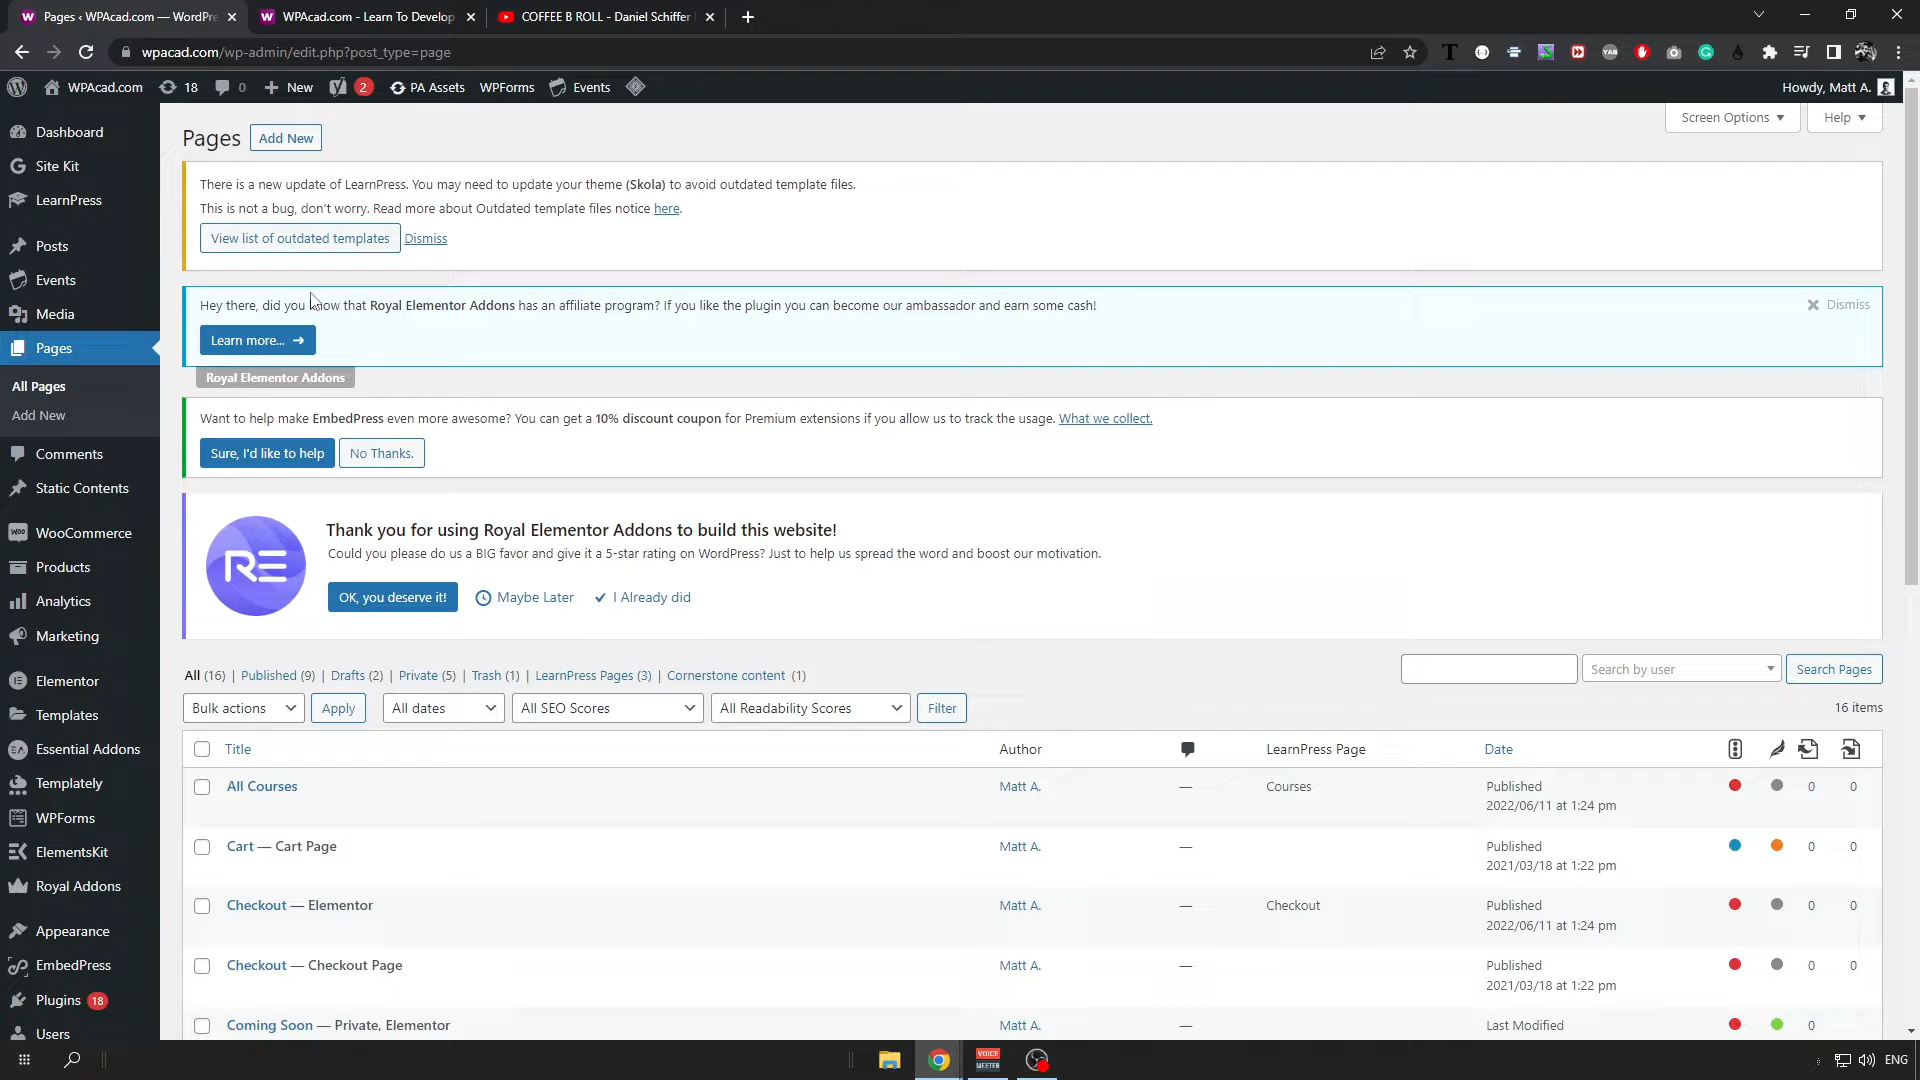 Pages ‹ WPAcad.com — WordPre
WPAcad.com - Learn To Develop
COFFEE B ROLL - Daniel Schiffer
wpacad.com/wp-admin/edit.php?post_type=page
WPAcad.com 18 0 New 2 PA Assets WPForms Events Howdy, Matt A.
Dashboard
Site Kit
LearnPress
Posts
Events
Media
Pages
All Pages
Add New
Comments
Static Contents
WooCommerce
Products
Analytics
Marketing
Elementor
Templates
Essential Addons
Templately
WPForms
ElementsKit
Royal Addons
Appearance
EmbedPress
Plugins 18
Users
Screen Options Help
Pages Add New
There is a new update of LearnPress. You may need to update your theme (Skola) to avoid outdated template files.
This is not a bug, don't worry. Read more about Outdated template files notice here.
View list of outdated templates Dismiss
Hey there, did you know that Royal Elementor Addons has an affiliate program? If you like the plugin you can become our ambassador and earn some cash! Dismiss
Learn more... →
Royal Elementor Addons
Want to help make EmbedPress even more awesome? You can get a 10% discount coupon for Premium extensions if you allow us to track the usage. What we collect.
Sure, I'd like to help No Thanks.
RE
Thank you for using Royal Elementor Addons to build this website!
Could you please do us a BIG favor and give it a 5-star rating on WordPress? Just to help us spread the word and boost our motivation.
OK, you deserve it! Maybe Later I Already did
All (16) | Published (9) | Drafts (2) | Private (5) | Trash (1) | LearnPress Pages (3) | Cornerstone content (1)
Search by user Search Pages
Bulk actions Apply All dates All SEO Scores All Readability Scores Filter 16 items
Title Author LearnPress Page Date
All Courses Matt A. — Courses Published 0 0
2022/06/11 at 1:24 pm
Cart — Cart Page Matt A. — Published 0 0
2021/03/18 at 1:22 pm
Checkout — Elementor Matt A. — Checkout Published 0 0
2022/06/11 at 1:24 pm
Checkout — Checkout Page Matt A. — Published 0 0
2021/03/18 at 1:22 pm
Coming Soon — Private, Elementor Matt A. — Last Modified 0
VOICE
MEETER
ENG